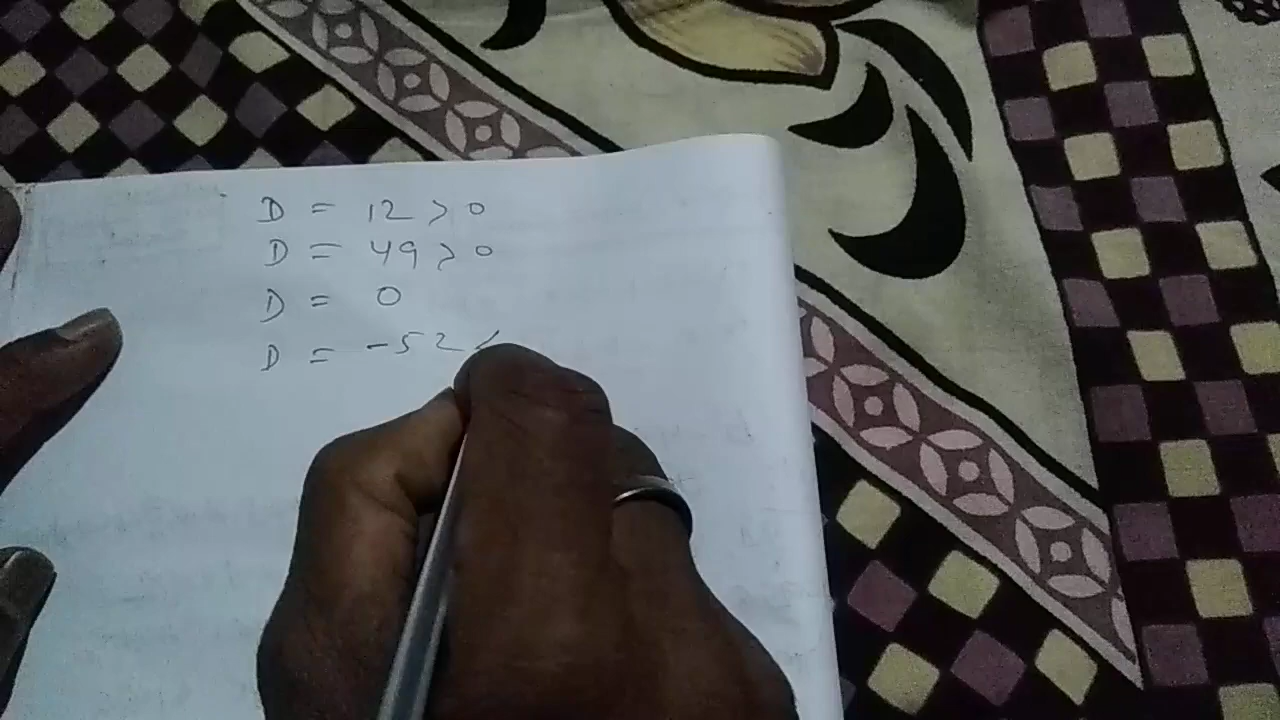 D = 12 > 0
D = 49 > 0
D = 0
D = -52 <